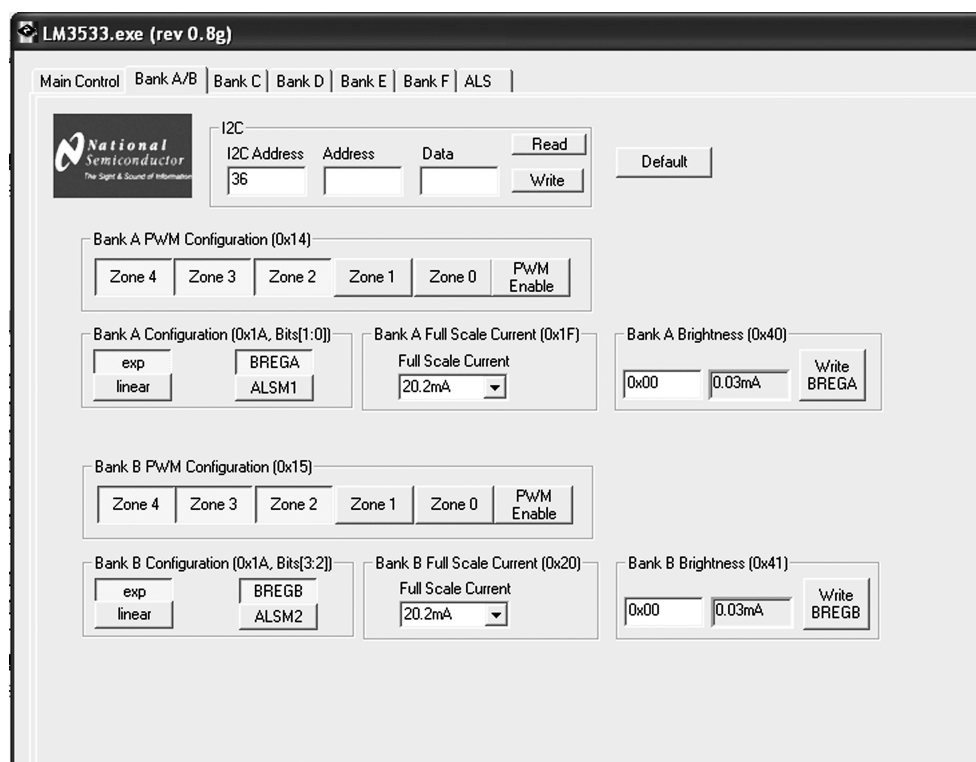 LM3533.exe (rev 0.8g)
Main Control Bank A/B Bank C Bank D Bank E Bank F ALS
National
Semiconductor
The Sight & Sound of Information
I2C
I2C Address Address Data Read
36 Write
Default
Bank A PWM Configuration (0x14)
Zone 4 Zone 3 Zone 2 Zone 1 Zone 0 PWM Enable
Bank A Configuration (0x1A, Bits[1:0]) Bank A Full Scale Current (0x1F) Bank A Brightness (0x40)
exp BREGA Full Scale Current
linear ALSM1 20.2mA 0x00 0.03mA Write BREGA
Bank B PWM Configuration (0x15)
Zone 4 Zone 3 Zone 2 Zone 1 Zone 0 PWM Enable
Bank B Configuration (0x1A, Bits[3:2]) Bank B Full Scale Current (0x20) Bank B Brightness (0x41)
exp BREGB Full Scale Current
linear ALSM2 20.2mA 0x00 0.03mA Write BREGB